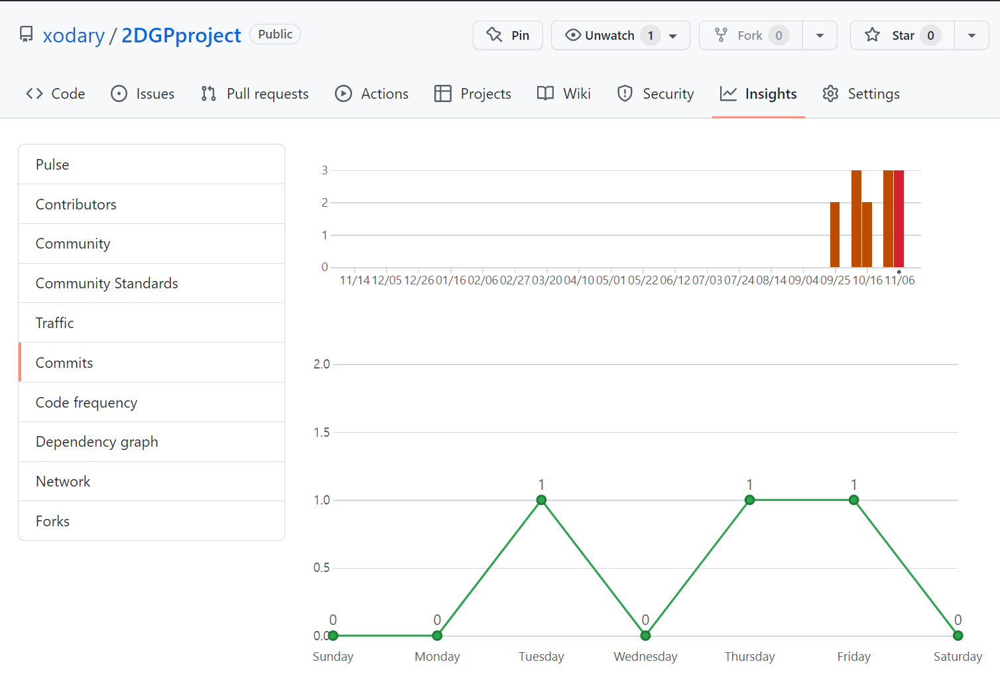 xodary / 2DGPproject Public Pin Unwatch 1 Fork 0 Star 0
Code Issues Pull requests Actions Projects Wiki Security Insights Settings
Pulse
Contributors
Community
Community Standards
Traffic
Commits
Code frequency
Dependency graph
Network
Forks
3
2
1
0
11/14 12/05 12/26 01/16 02/06 02/27 03/20 04/10 05/01 05/22 06/12 07/03 07/24 08/14 09/04 09/25 10/16 11/06
2.0
1.5
1 1 1
1.0
0.5
0 0 0 0
0.0
Sunday Monday Tuesday Wednesday Thursday Friday Saturday